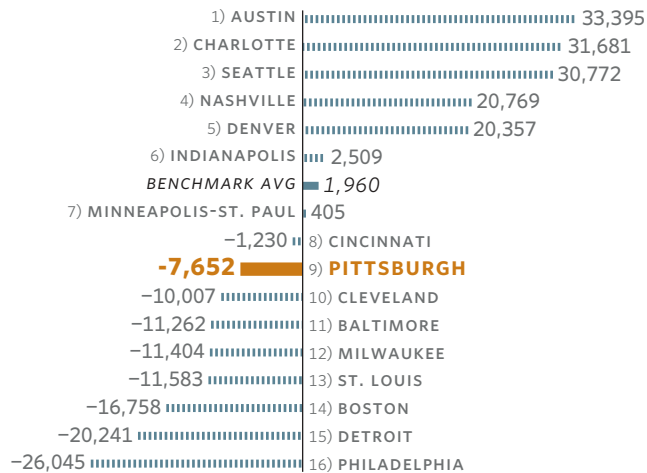 1) AUSTIN 33,395
2) CHARLOTTE 31,681
3) SEATTLE 30,772
4) NASHVILLE 20,769
5) DENVER 20,357
6) INDIANAPOLIS 2,509
BENCHMARK AVG 1,960
7) MINNEAPOLIS-ST. PAUL 405
−1,230 8) CINCINNATI
-7,652 9) PITTSBURGH
−10,007 10) CLEVELAND
−11,262 11) BALTIMORE
−11,404 12) MILWAUKEE
−11,583 13) ST. LOUIS
−16,758 14) BOSTON
−20,241 15) DETROIT
−26,045 16) PHILADELPHIA